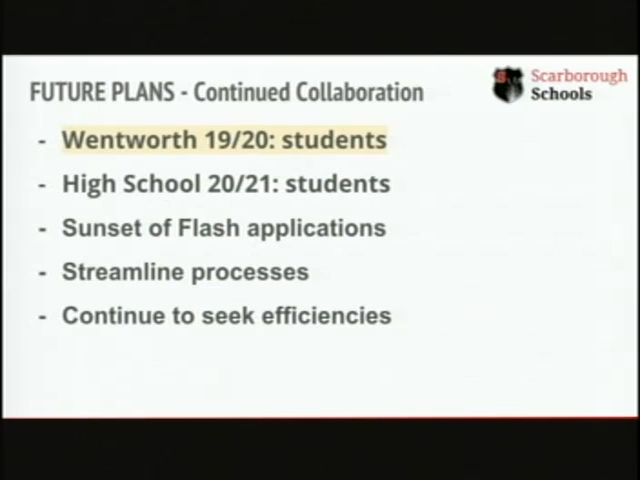 FUTURE PLANS - Continued Collaboration
Scarborough
Schools
- Wentworth 19/20: students
- High School 20/21: students
- Sunset of Flash applications
- Streamline processes
- Continue to seek efficiencies